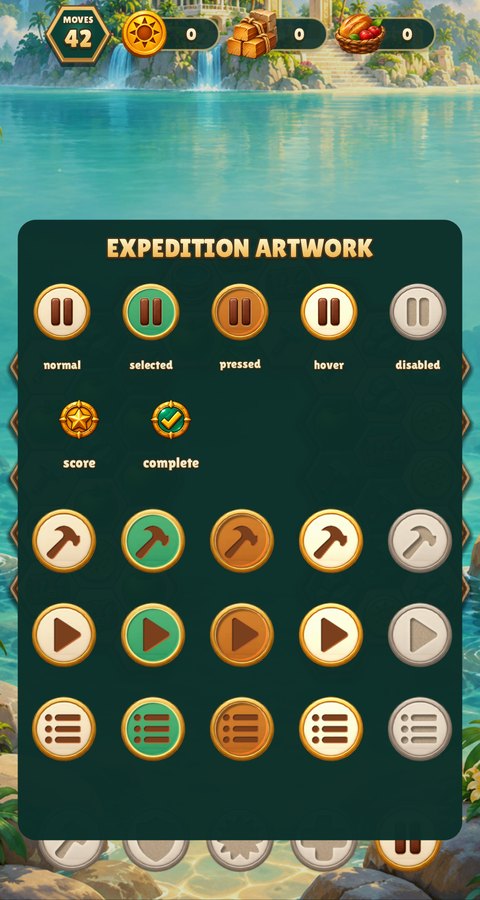 MOVES
42
0
0
0
EXPEDITION ARTWORK
normal selected pressed hover disabled
score complete